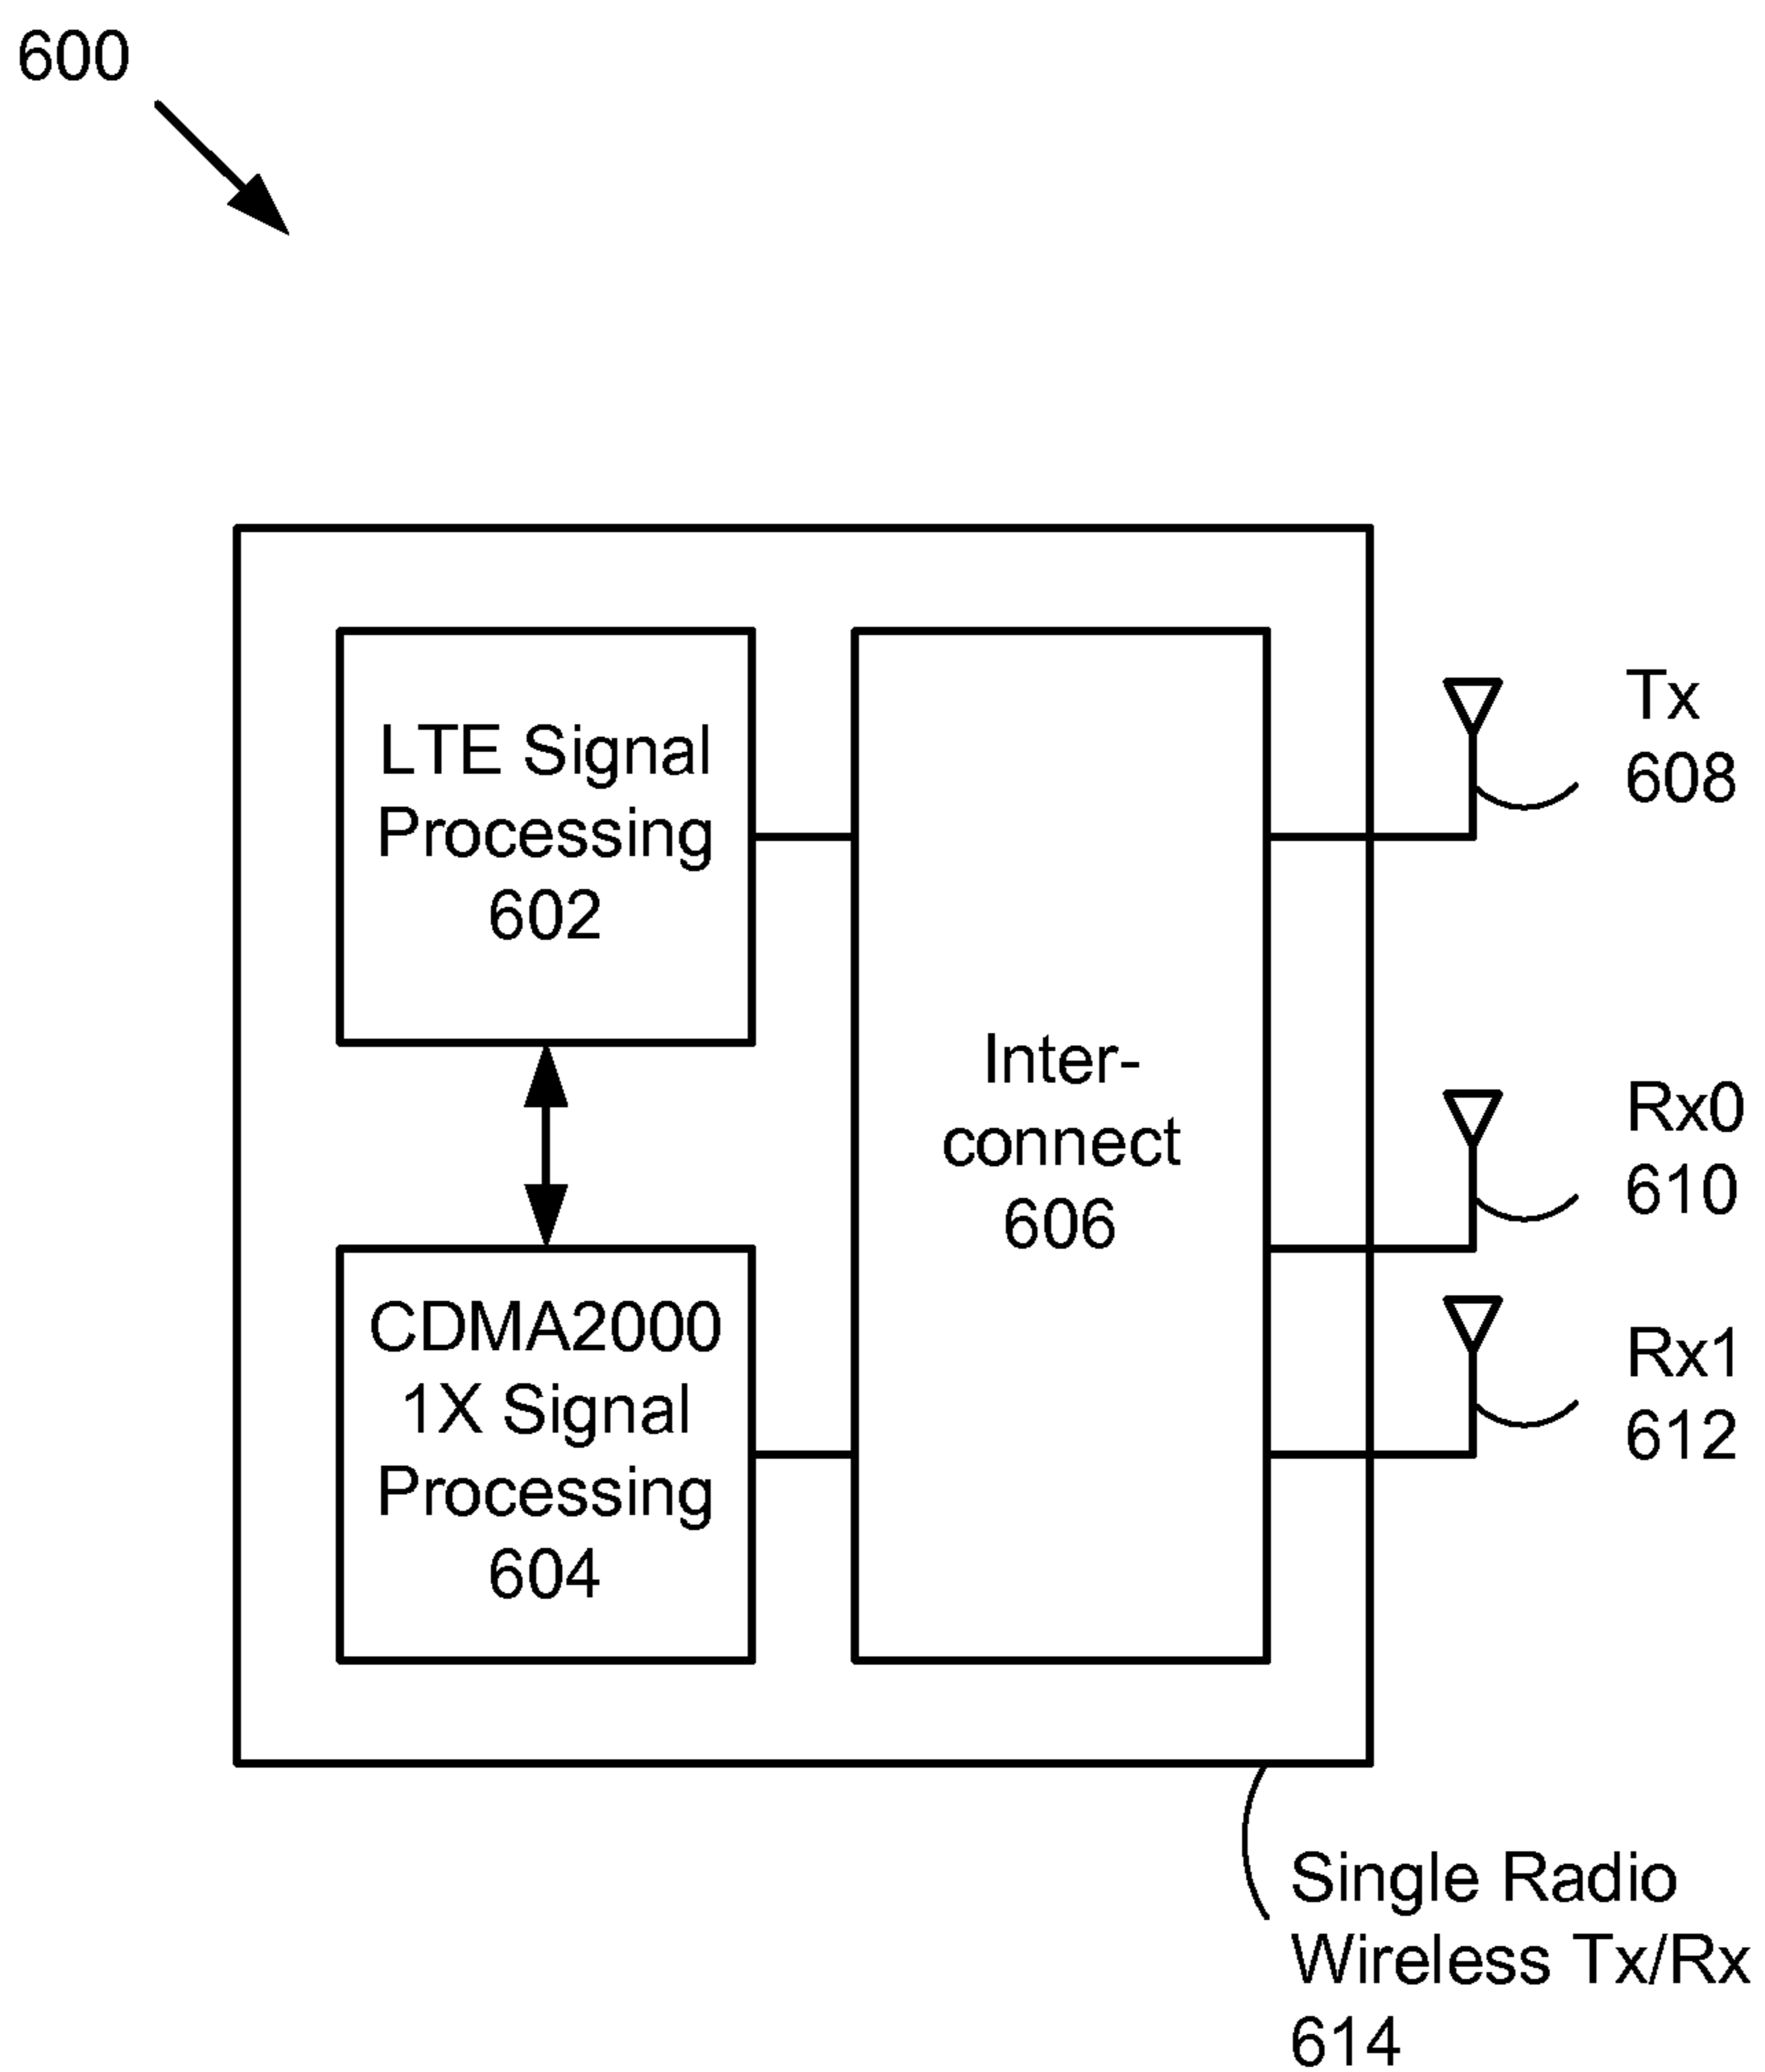 600
LTE Signal
Processing
602
Inter-
connect
606
CDMA2000
1X Signal
Processing
604
Tx
608
Rx0
610
Rx1
612
Single Radio
Wireless Tx/Rx
614